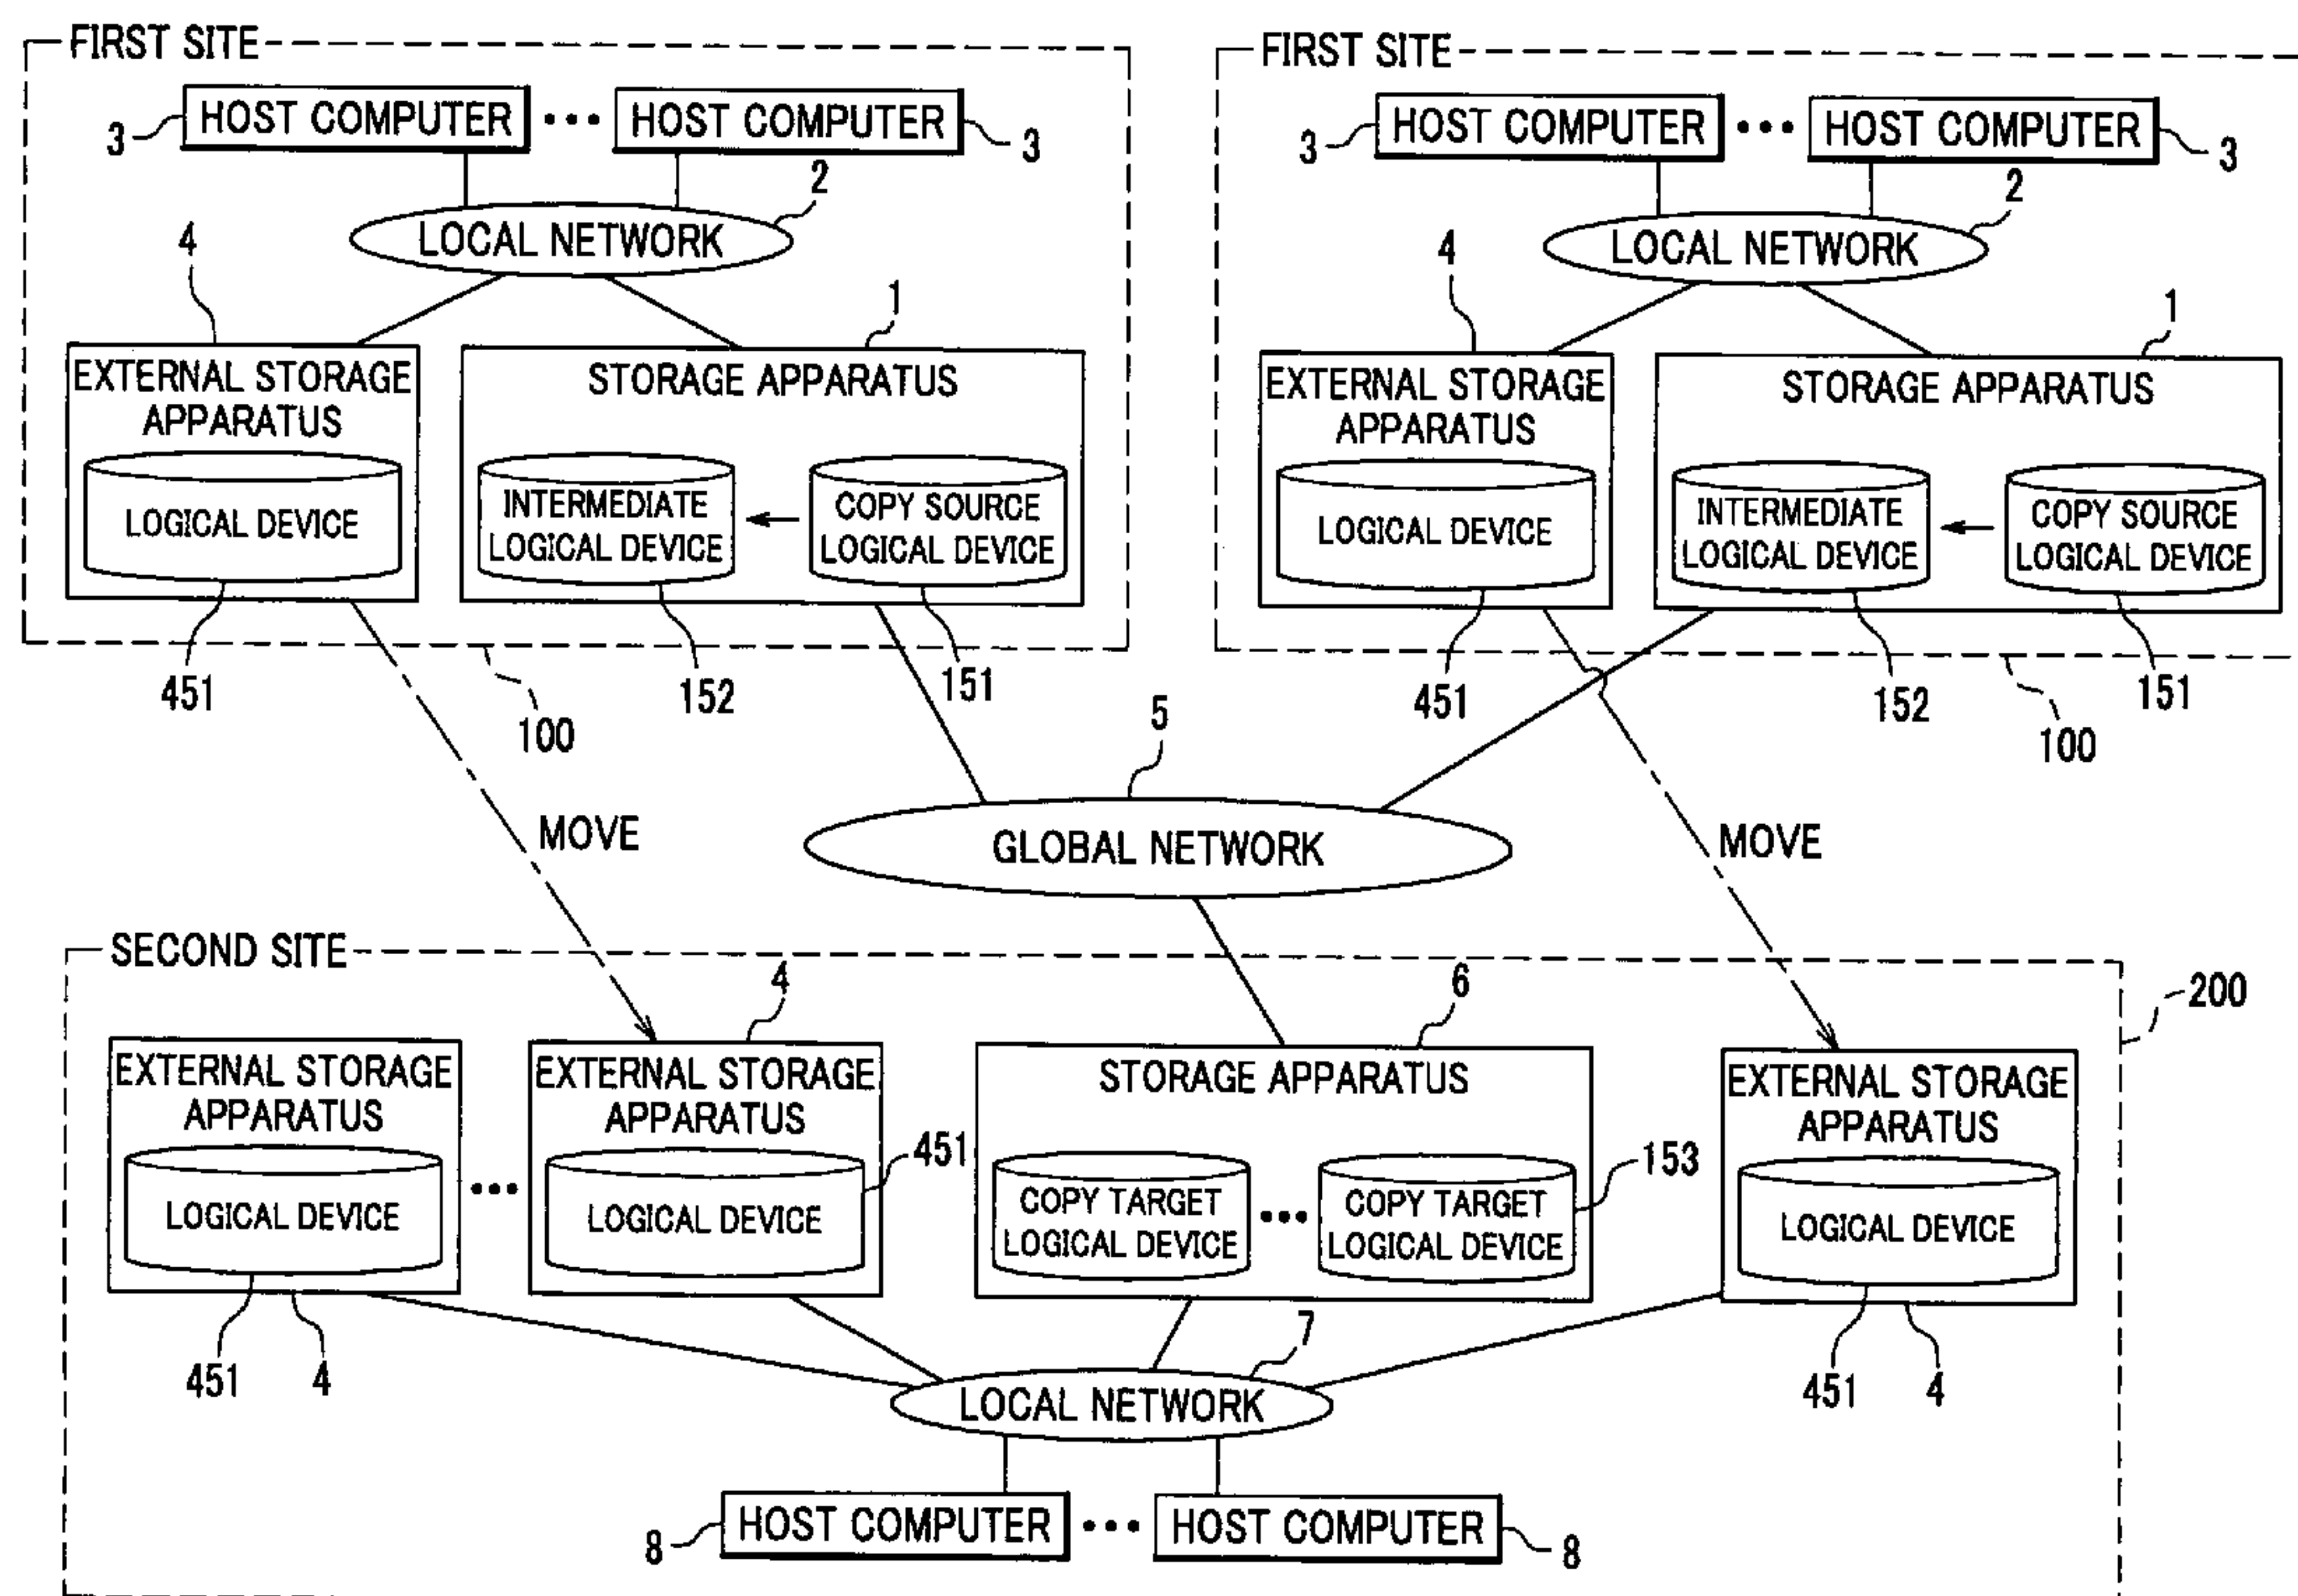 FIRST SITE
HOST COMPUTER ••• HOST COMPUTER
3
3
2
LOCAL NETWORK
4
1
EXTERNAL STORAGE
APPARATUS
LOGICAL DEVICE
STORAGE APPARATUS
INTERMEDIATE
LOGICAL DEVICE
COPY SOURCE
LOGICAL DEVICE
451
152
151
100
FIRST SITE
HOST COMPUTER ••• HOST COMPUTER
3
3
2
LOCAL NETWORK
4
1
EXTERNAL STORAGE
APPARATUS
LOGICAL DEVICE
STORAGE APPARATUS
INTERMEDIATE
LOGICAL DEVICE
COPY SOURCE
LOGICAL DEVICE
451
152
151
100
5
MOVE
GLOBAL NETWORK
MOVE
SECOND SITE
200
4
6
EXTERNAL STORAGE
APPARATUS
LOGICAL DEVICE
•••
EXTERNAL STORAGE
APPARATUS
LOGICAL DEVICE
451
STORAGE APPARATUS
COPY TARGET
LOGICAL DEVICE
•••
COPY TARGET
LOGICAL DEVICE
153
EXTERNAL STORAGE
APPARATUS
LOGICAL DEVICE
451
4
7
451
4
LOCAL NETWORK
8
HOST COMPUTER ••• HOST COMPUTER
8